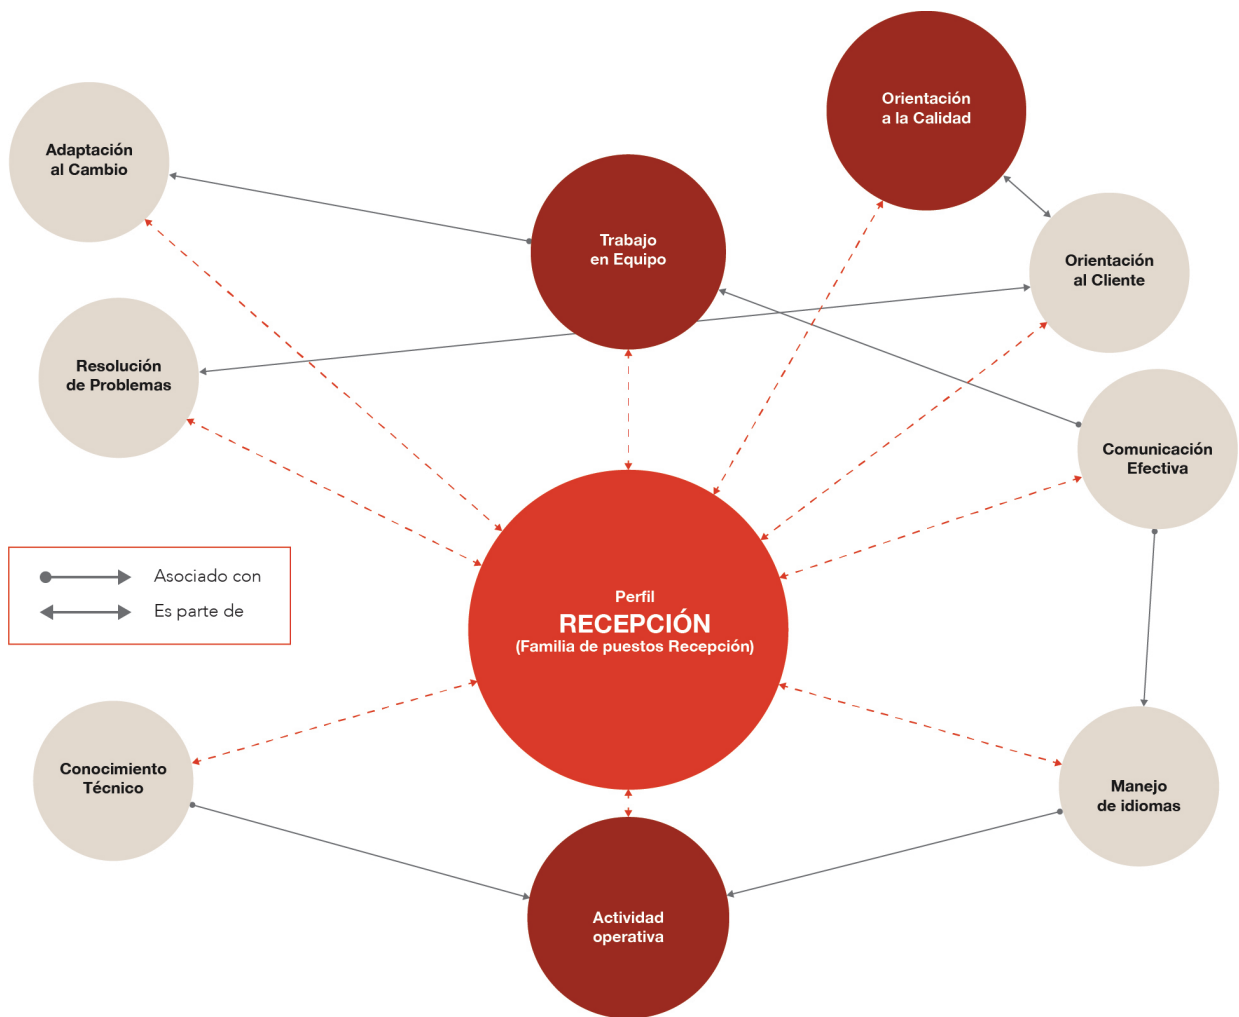 Orientación
a la Calidad
Adaptación
al Cambio
Trabajo
en Equipo
Orientación
al Cliente
Resolución
de Problemas
Comunicación
Efectiva
Asociado con
Es parte de
Perfil
RECEPCIÓN
(Familia de puestos Recepción)
Conocimiento
Técnico
Manejo
de idiomas
Actividad
operativa